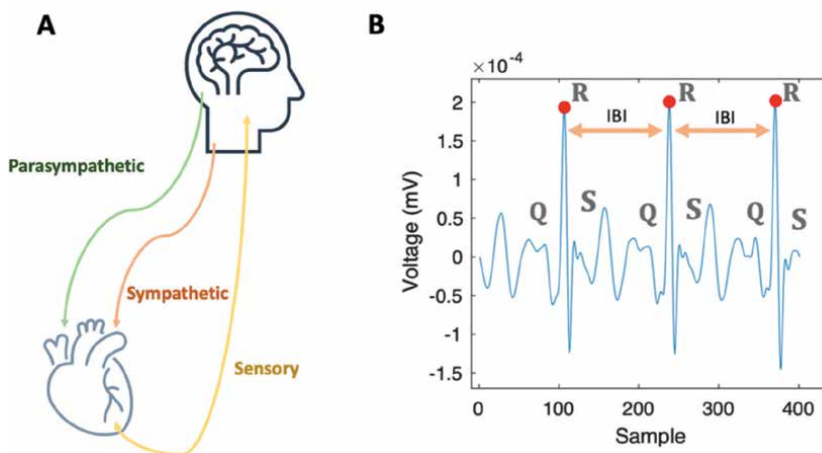 A
Parasympathetic
Sympathetic
Sensory
B
×10⁻⁴
R
R
R
IBI
IBI
Q
S
Q
S
Q
S
2
1.5
1
0.5
0
-0.5
-1
-1.5
Voltage (mV)
0
100
200
300
400
Sample